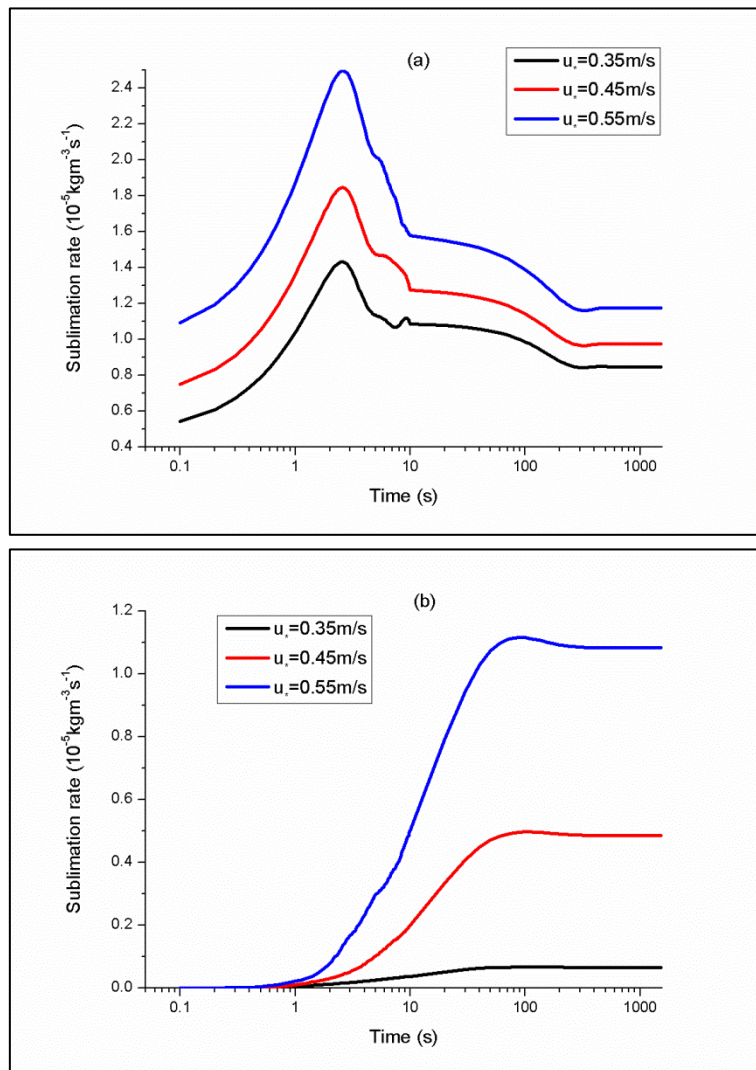 (a)
u*=0.35m/s
u*=0.45m/s
u*=0.55m/s
Sublimation rate (10⁻⁵kgm⁻³s⁻¹)
2.4
2.2
2.0
1.8
1.6
1.4
1.2
1.0
0.8
0.6
0.4
0.1
1
10
100
1000
Time (s)
(b)
u*=0.35m/s
u*=0.45m/s
u*=0.55m/s
Sublimation rate (10⁻⁵kgm⁻³s⁻¹)
1.2
1.0
0.8
0.6
0.4
0.2
0.0
0.1
1
10
100
1000
Time (s)